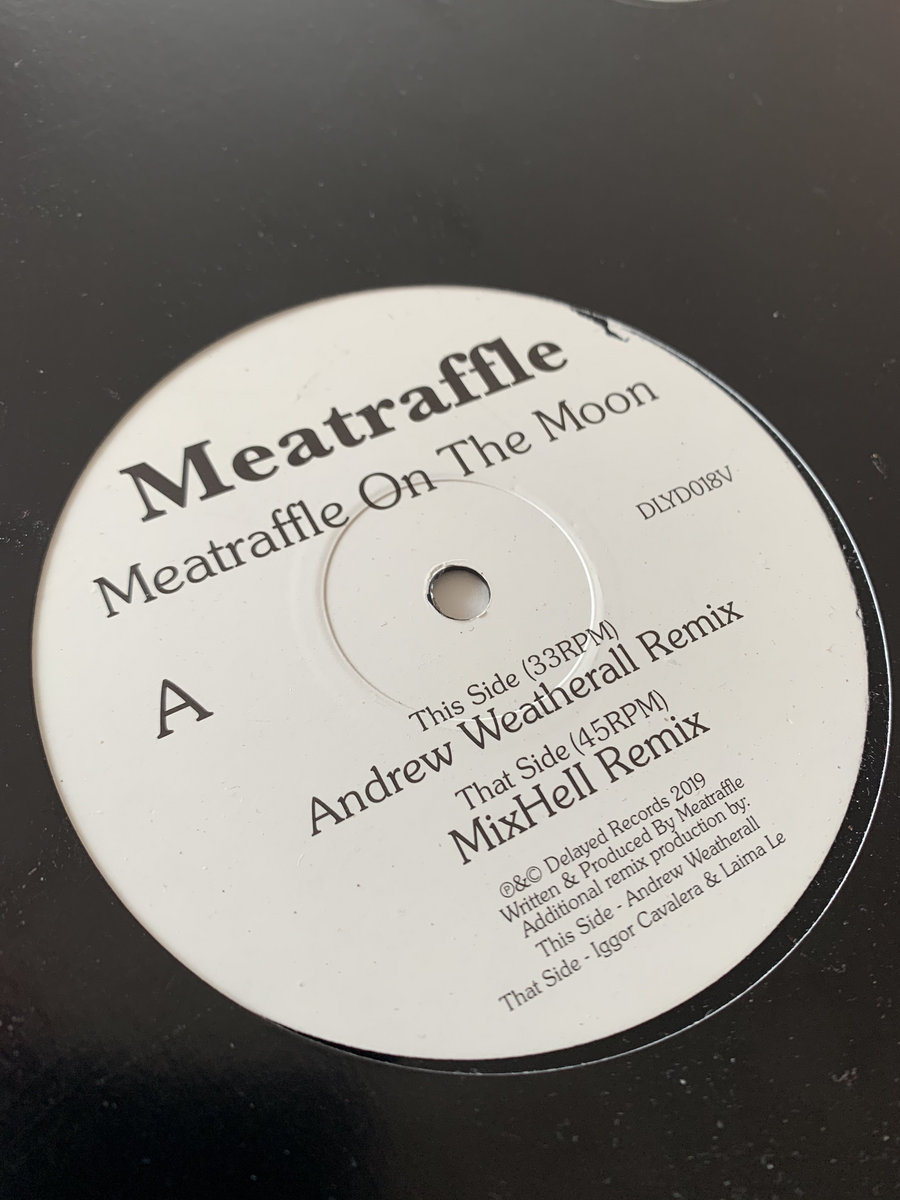 Meatraffle
Meatraffle On The Moon
DLYD018V
A
This Side (33RPM)
Andrew Weatherall Remix
That Side (45RPM)
MixHell Remix
℗&© Delayed Records 2019
Written & Produced By Meatraffle
Additional remix production by:
This Side - Andrew Weatherall
That Side - Iggor Cavalera & Laima Le